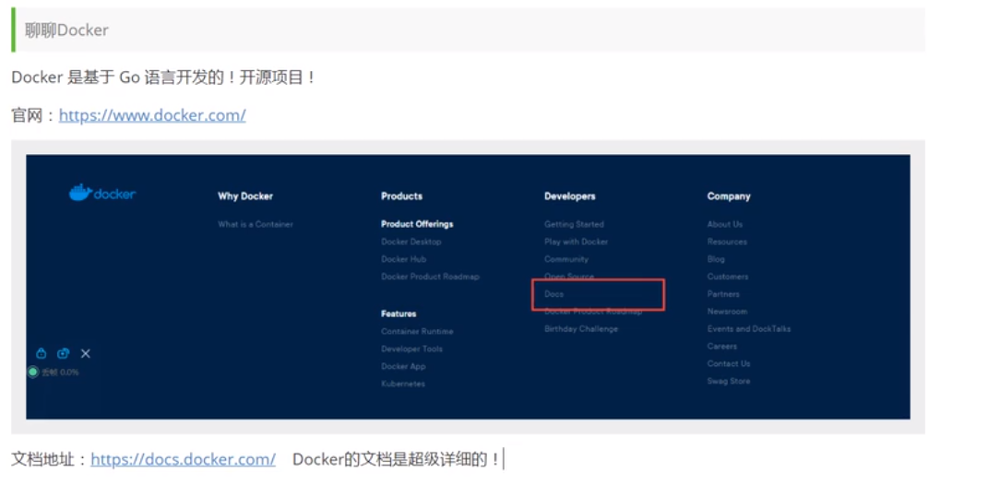 聊聊Docker
Docker 是基于 Go 语言开发的！开源项目！
官网：https://www.docker.com/
docker
Why Docker
What is a Container
Products
Product Offerings
Docker Desktop
Docker Hub
Docker Product Roadmap
Features
Container Runtime
Developer Tools
Docker App
Kubernetes
Developers
Getting Started
Play with Docker
Community
Open Source
Docs
Docker Product Roadmap
Birthday Challenge
Company
About Us
Resources
Blog
Customers
Partners
Newsroom
Events and DockTalks
Careers
Contact Us
Swag Store
丢帧 0.0%
文档地址：https://docs.docker.com/ Docker的文档是超级详细的！